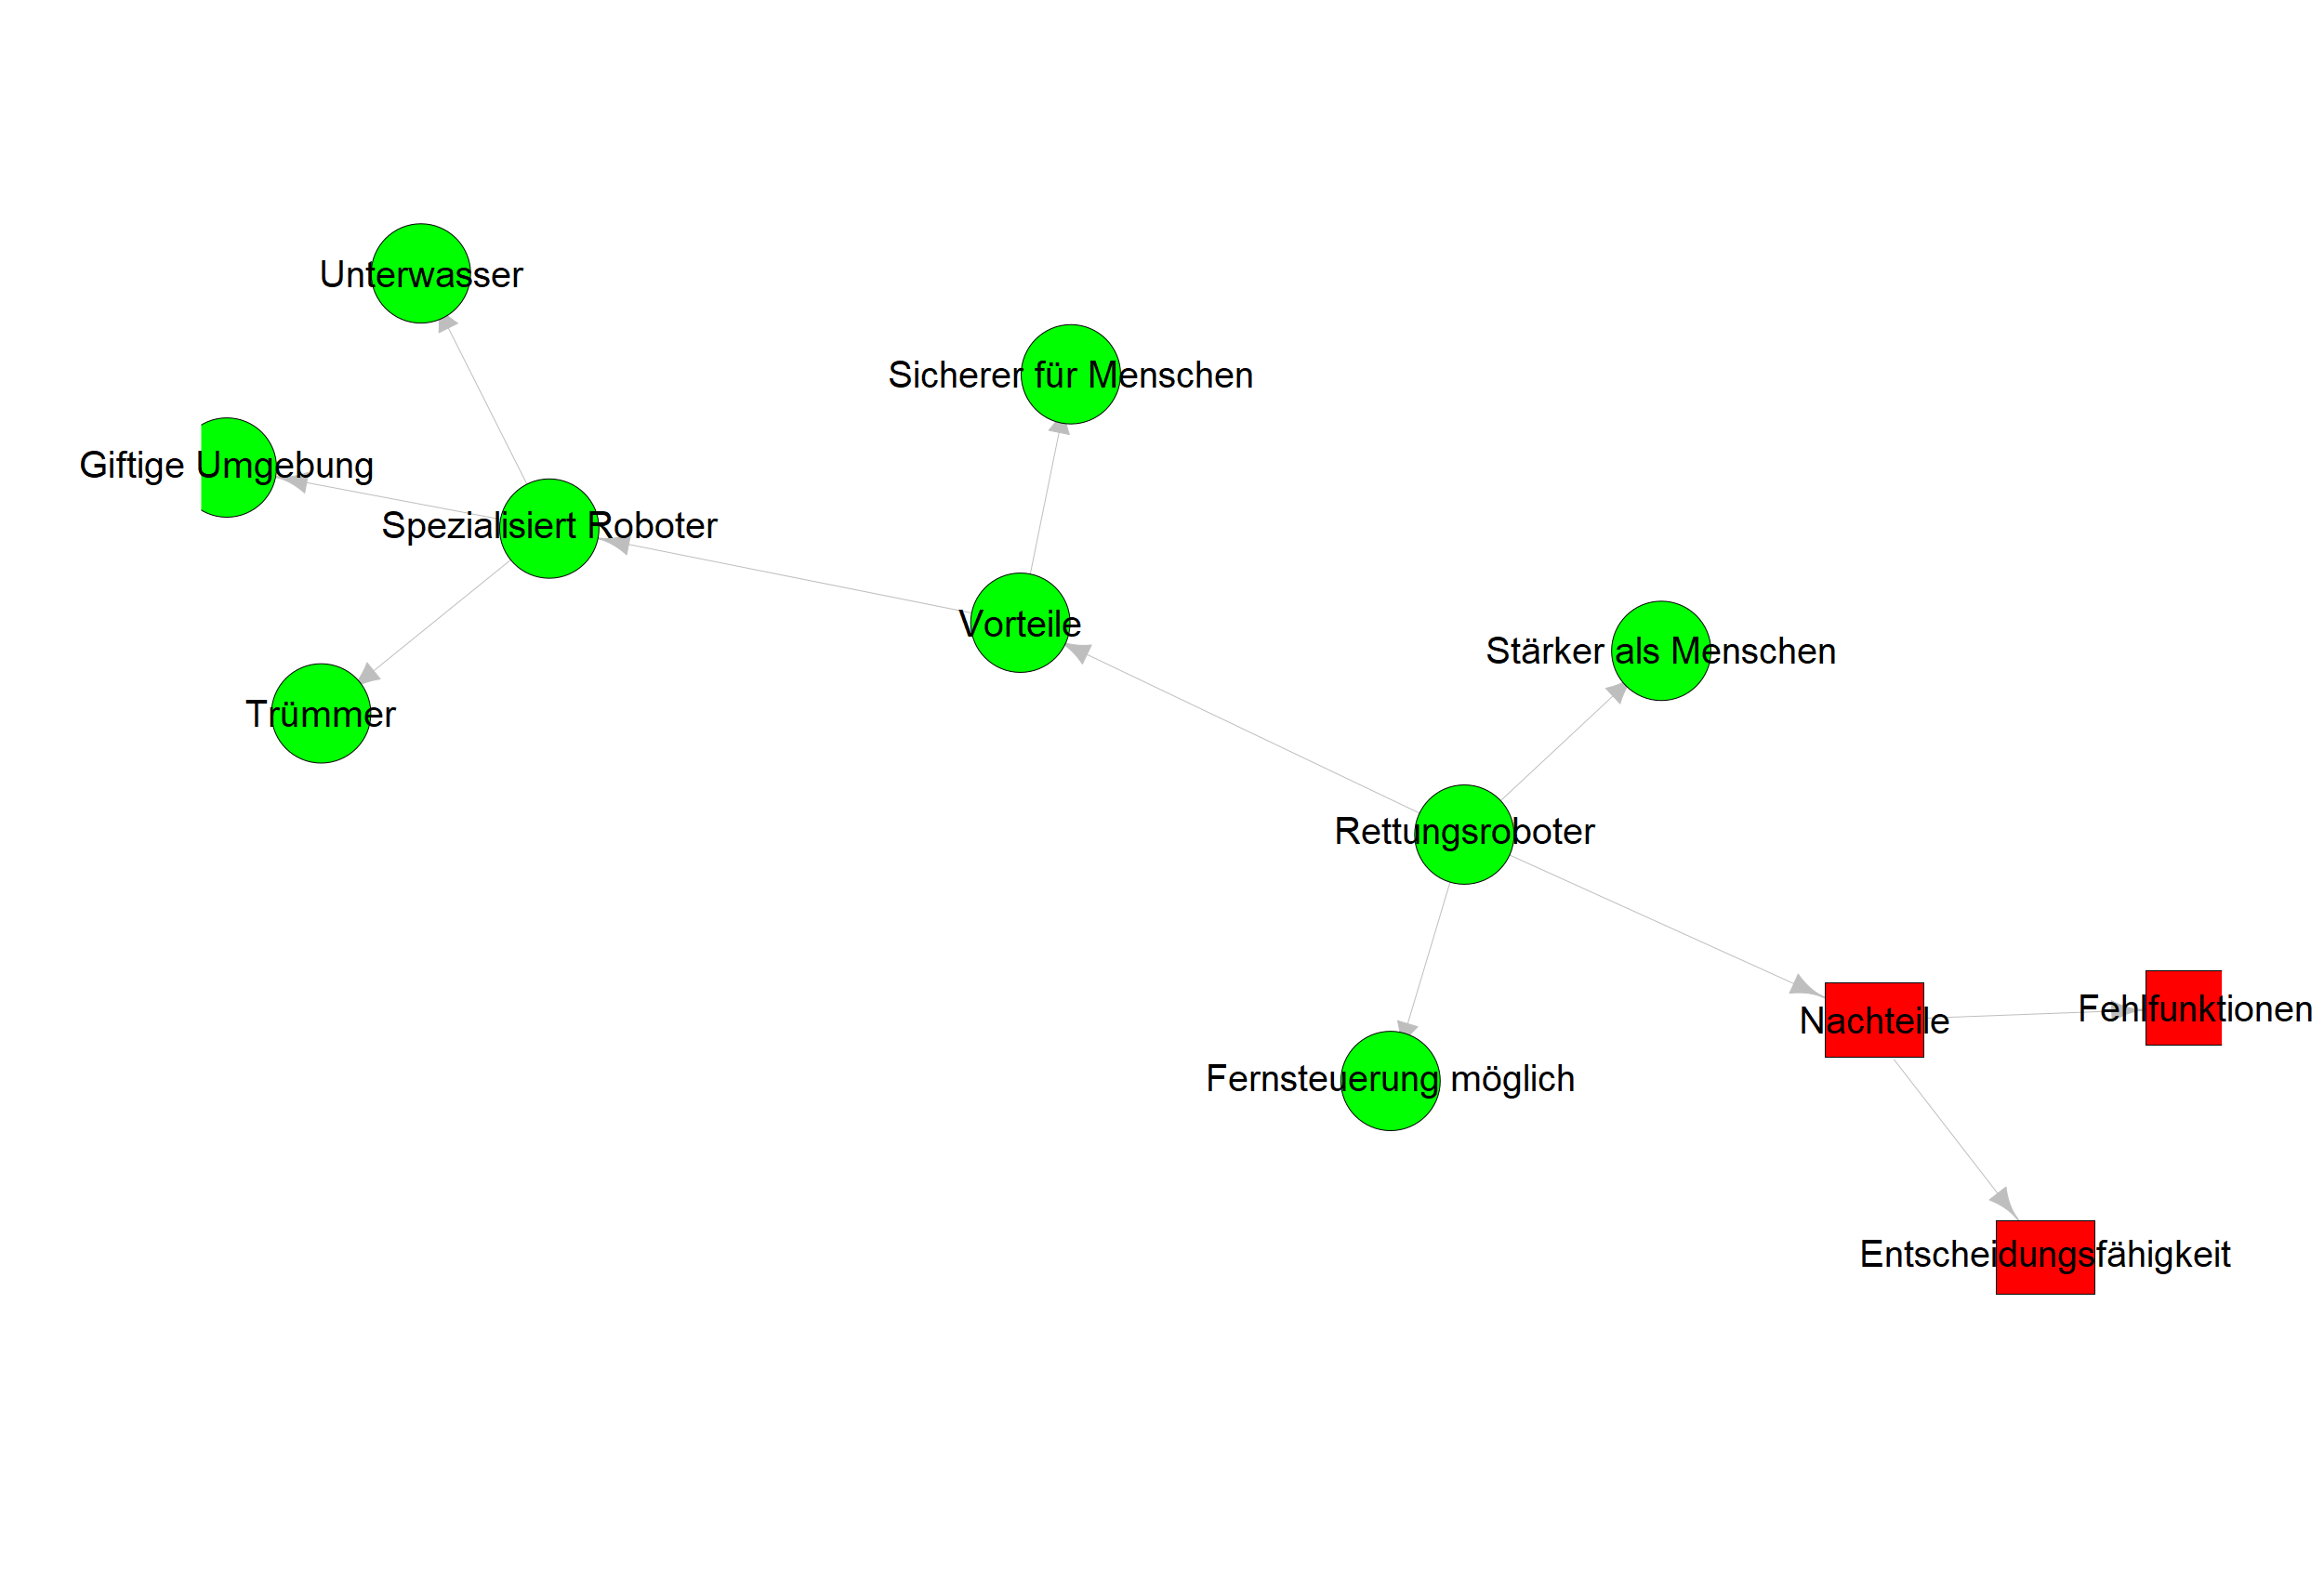 Unterwasser
Sicherer für Menschen
Giftige Umgebung
Spezialisiert Roboter
Vorteile
Stärker als Menschen
Trümmer
Rettungsroboter
Fehlfunktionen
Nachteile
Fernsteuerung möglich
Entscheidungsfähigkeit